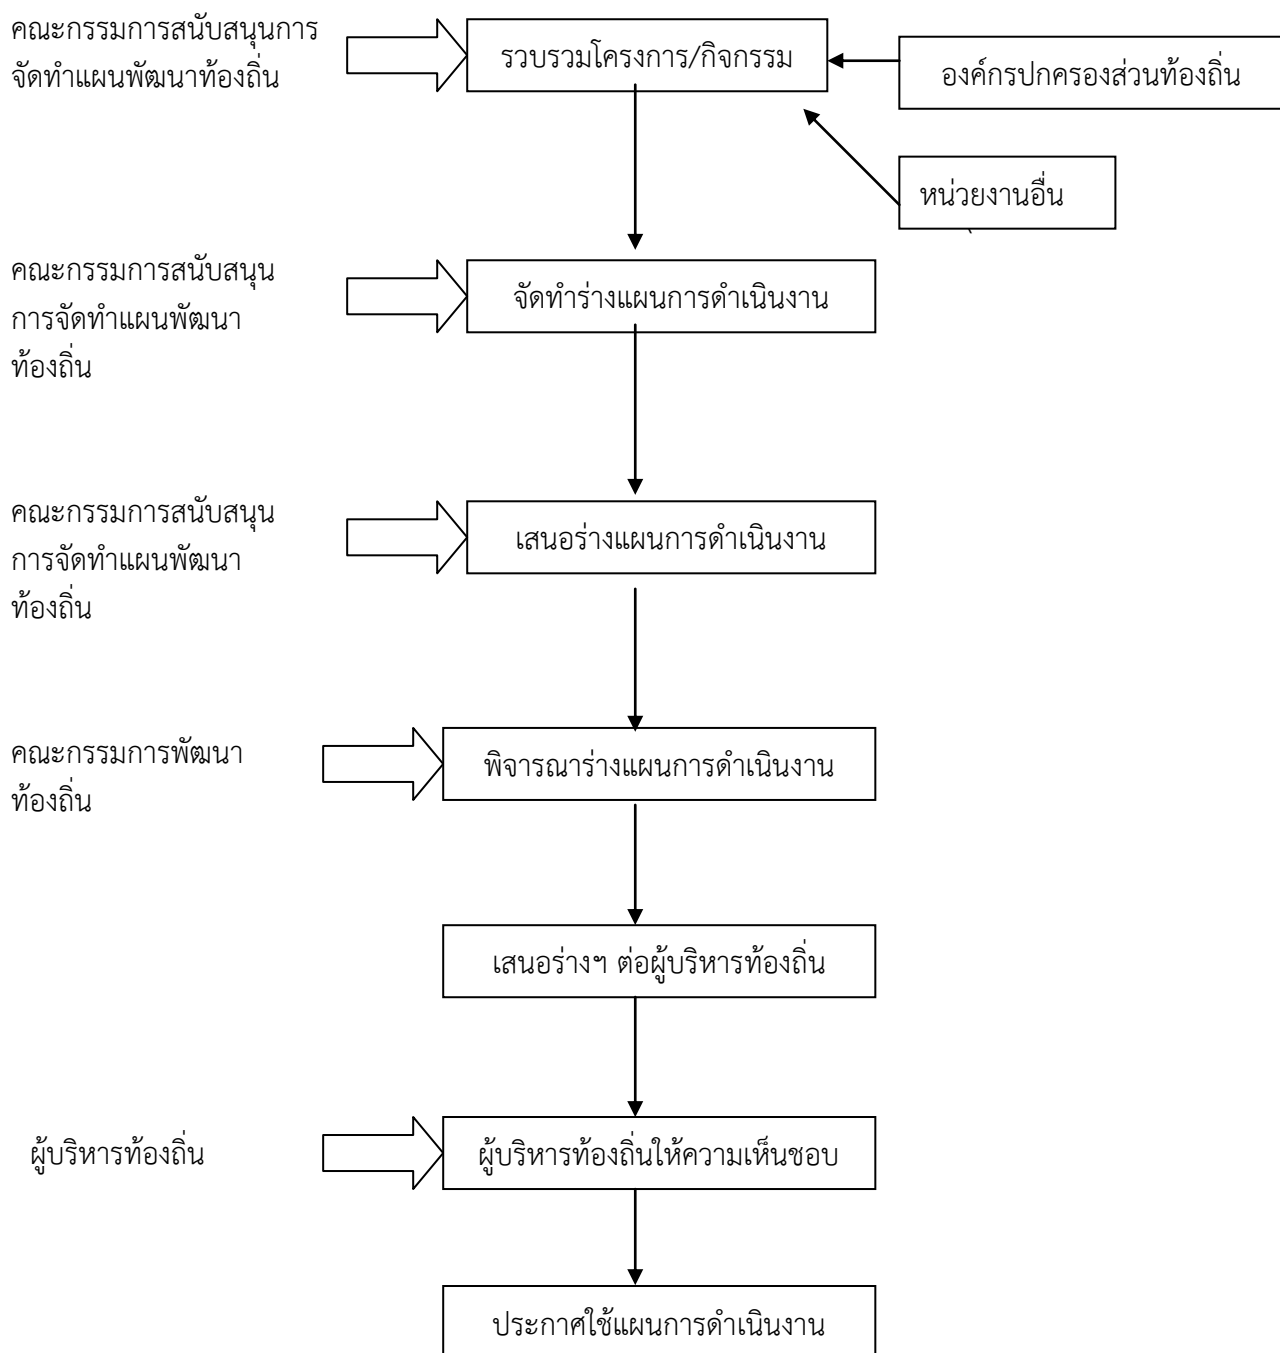 คณะกรรมการสนับสนุนการ
จัดทำแผนพัฒนาท้องถิ่น
รวบรวมโครงการ/กิจกรรม
องค์กรปกครองส่วนท้องถิ่น
หน่วยงานอื่น
คณะกรรมการสนับสนุน
การจัดทำแผนพัฒนา
ท้องถิ่น
จัดทำร่างแผนการดำเนินงาน
คณะกรรมการสนับสนุน
การจัดทำแผนพัฒนา
ท้องถิ่น
เสนอร่างแผนการดำเนินงาน
คณะกรรมการพัฒนา
ท้องถิ่น
พิจารณาร่างแผนการดำเนินงาน
เสนอร่างฯ ต่อผู้บริหารท้องถิ่น
ผู้บริหารท้องถิ่น
ผู้บริหารท้องถิ่นให้ความเห็นชอบ
ประกาศใช้แผนการดำเนินงาน